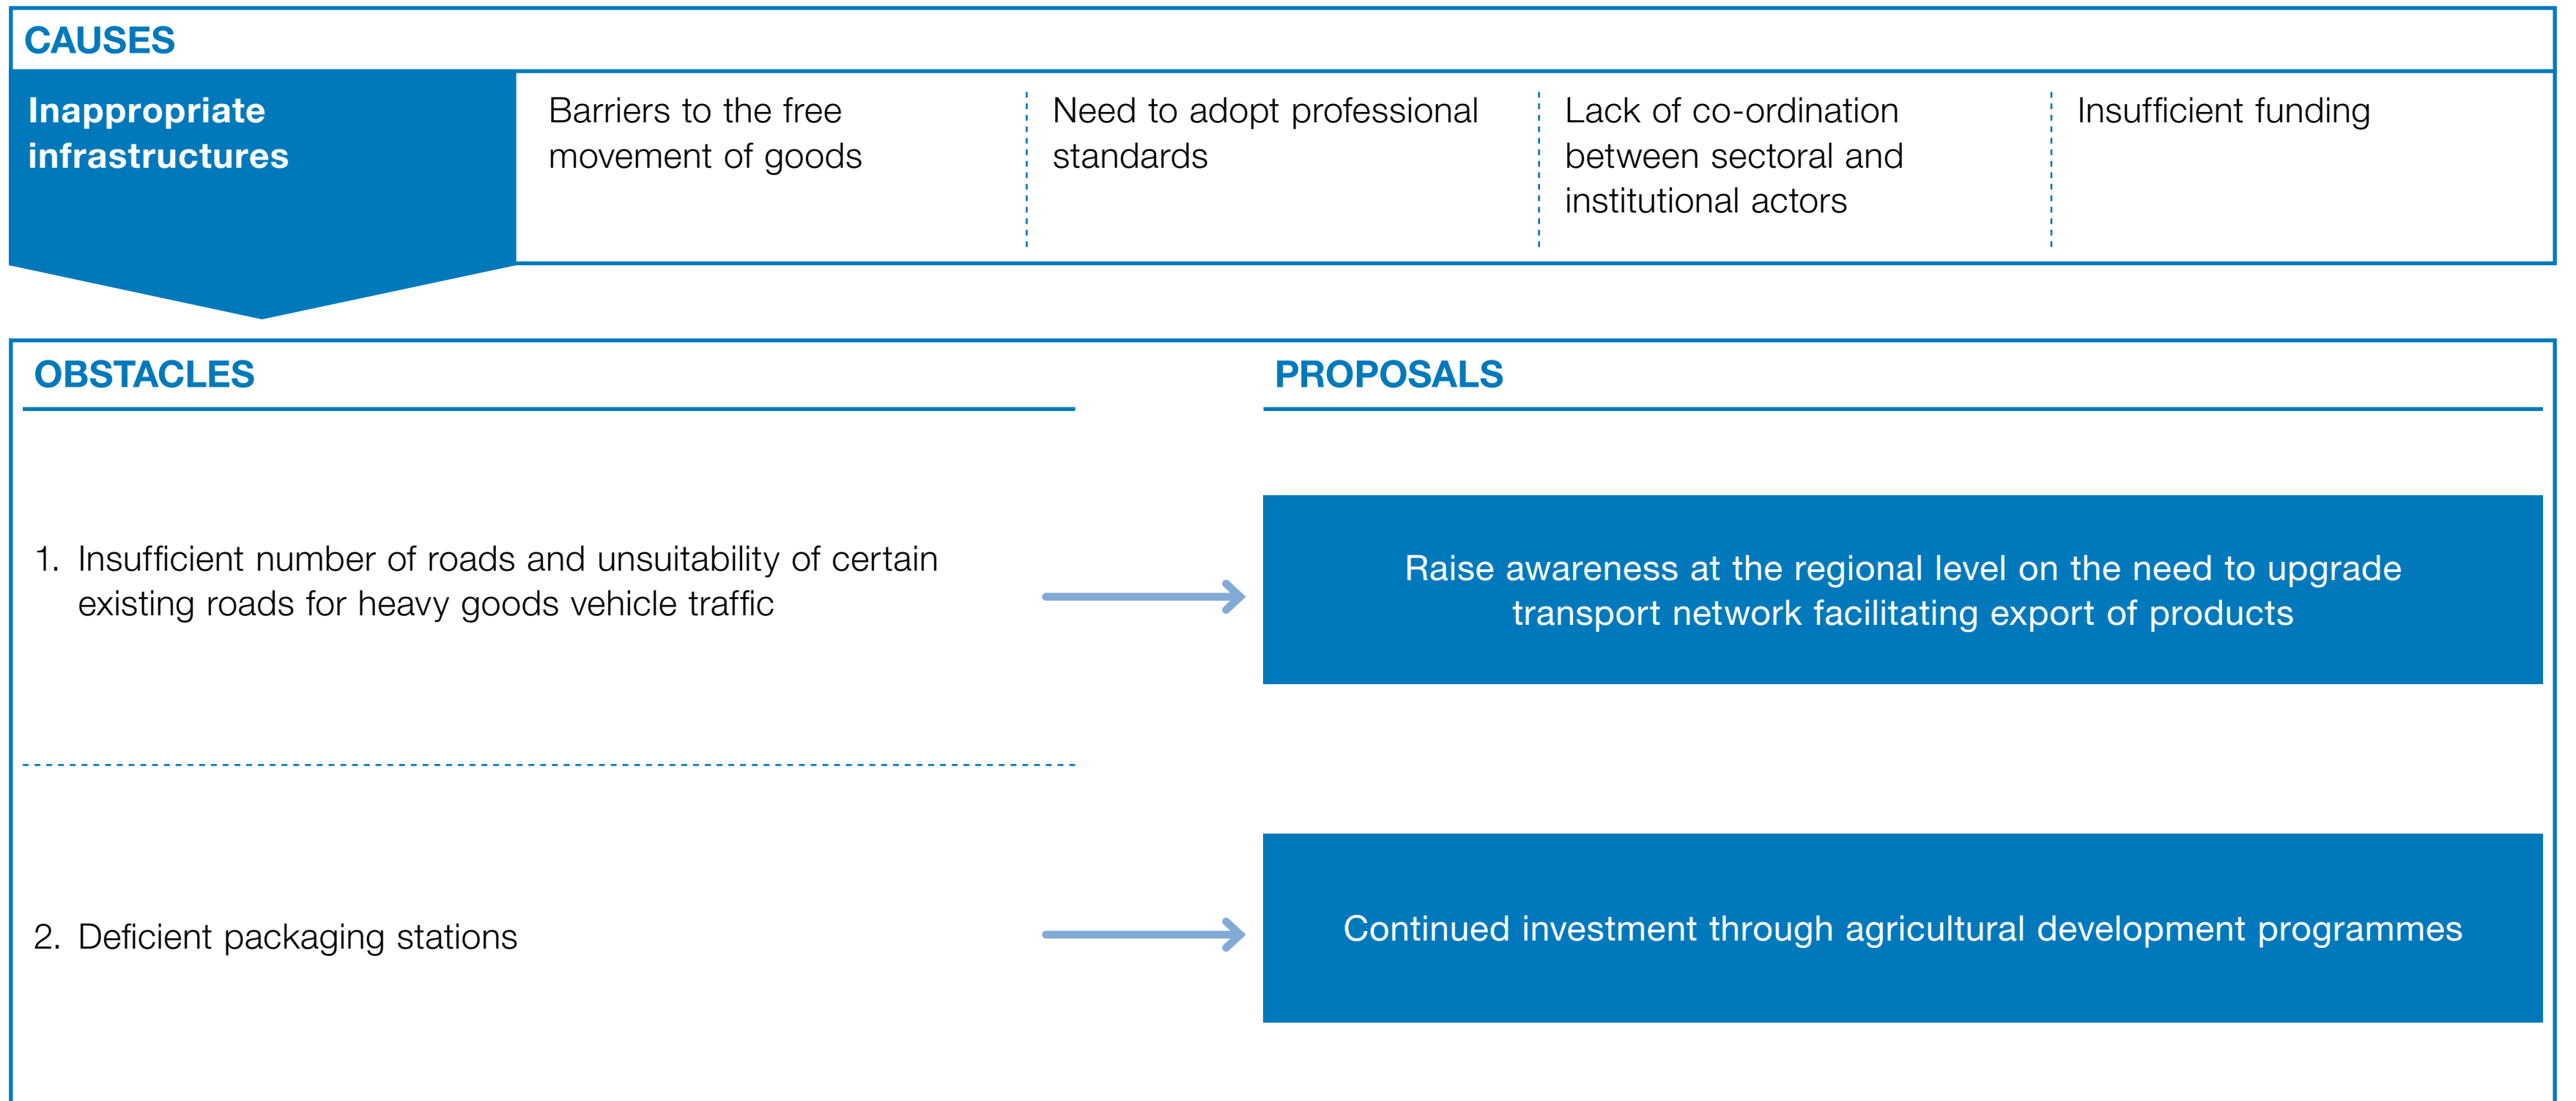 CAUSES
Inappropriate
infrastructures
Barriers to the free
movement of goods
Need to adopt professional
standards
Lack of co-ordination
between sectoral and
institutional actors
Insufficient funding
OBSTACLES
PROPOSALS
1. Insufficient number of roads and unsuitability of certain
existing roads for heavy goods vehicle traffic
Raise awareness at the regional level on the need to upgrade
transport network facilitating export of products
2. Deficient packaging stations
Continued investment through agricultural development programmes